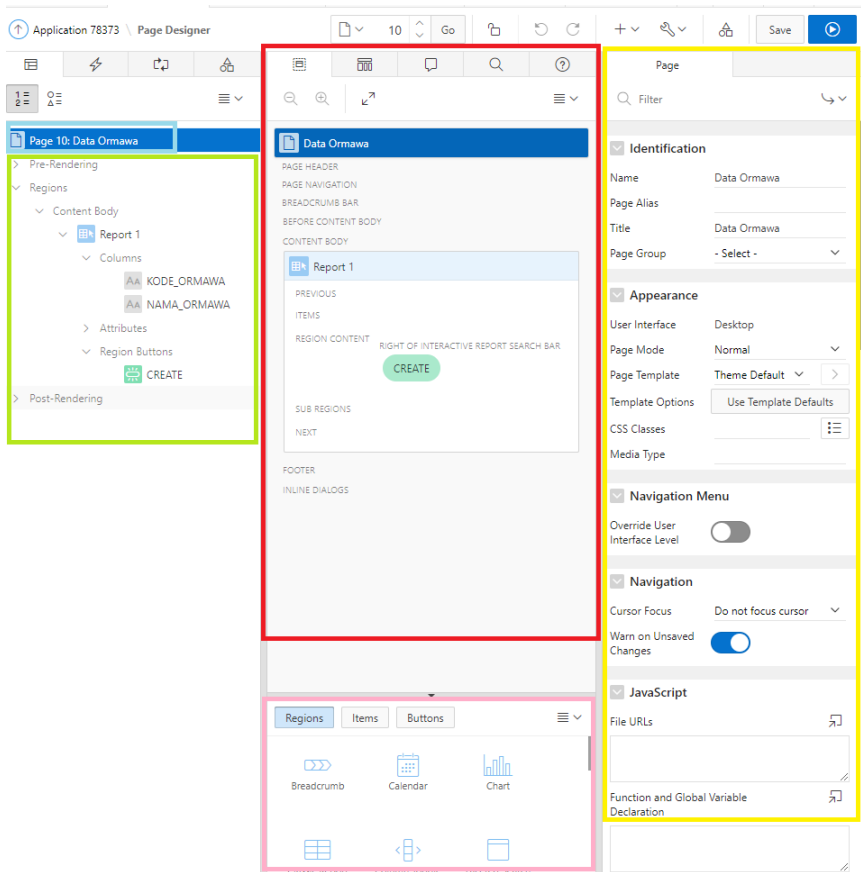 Application 78373 \ Page Designer
10
Go
Save
Page 10: Data Ormawa
Pre-Rendering
Regions
Content Body
Report 1
Columns
KODE_ORMAWA
NAMA_ORMAWA
Attributes
Region Buttons
CREATE
Post-Rendering
Data Ormawa
PAGE HEADER
PAGE NAVIGATION
BREADCRUMB BAR
BEFORE CONTENT BODY
CONTENT BODY
Report 1
PREVIOUS
ITEMS
REGION CONTENT
RIGHT OF INTERACTIVE REPORT SEARCH BAR
CREATE
SUB REGIONS
NEXT
FOOTER
INLINE DIALOGS
Regions Items Buttons
Breadcrumb Calendar Chart
Page
Filter
Identification
Name Data Ormawa
Page Alias
Title Data Ormawa
Page Group - Select -
Appearance
User Interface Desktop
Page Mode Normal
Page Template Theme Default
Template Options Use Template Defaults
CSS Classes
Media Type
Navigation Menu
Override User
Interface Level
Navigation
Cursor Focus Do not focus cursor
Warn on Unsaved
Changes
JavaScript
File URLs
Function and Global Variable
Declaration